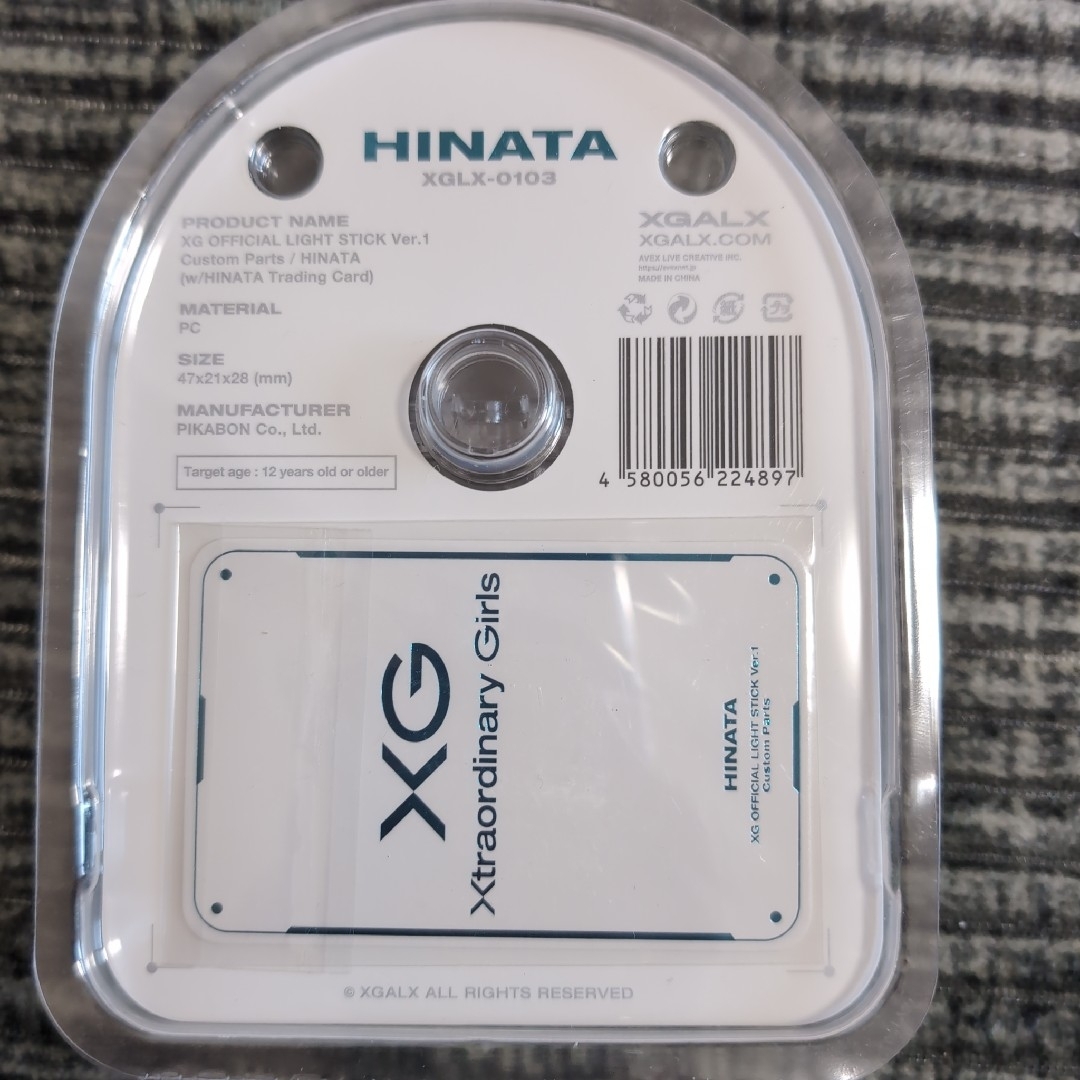 HINATA
XGLX-0103
PRODUCT NAME
XG OFFICIAL LIGHT STICK Ver.1
Custom Parts / HINATA
(w/HINATA Trading Card)
MATERIAL
PC
SIZE
47x21x28 (mm)
MANUFACTURER
PIKABON Co., Ltd.
Target age : 12 years old or older
XGALX
XGALX.COM
AVEX LIVE CREATIVE INC.
MADE IN CHINA
紙
プラ
4 580056 224897
XG
Xtraordinary Girls
HINATA
XG OFFICIAL LIGHT STICK Ver.1
Custom Parts
© XGALX ALL RIGHTS RESERVED